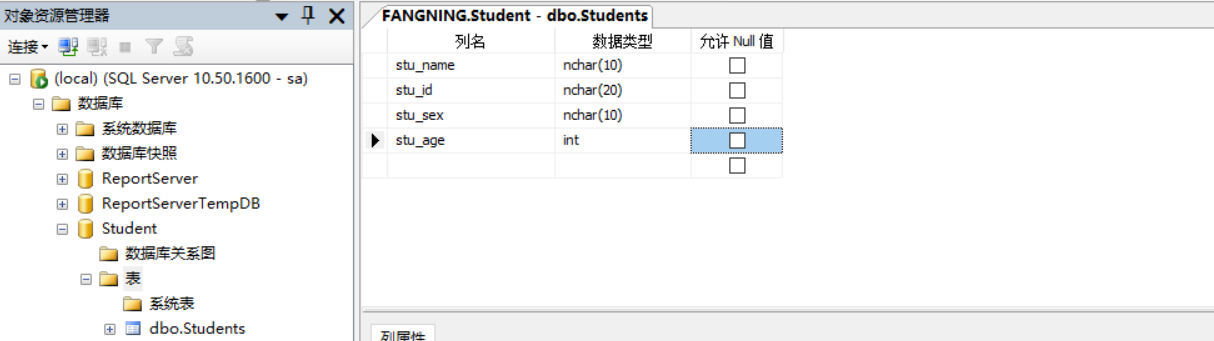 对象资源管理器
连接
(local) (SQL Server 10.50.1600 - sa)
数据库
系统数据库
数据库快照
ReportServer
ReportServerTempDB
Student
数据库关系图
表
系统表
dbo.Students
FANGNING.Student - dbo.Students
列名 数据类型 允许 Null 值
stu_name nchar(10)
stu_id nchar(20)
stu_sex nchar(10)
stu_age int
列属性